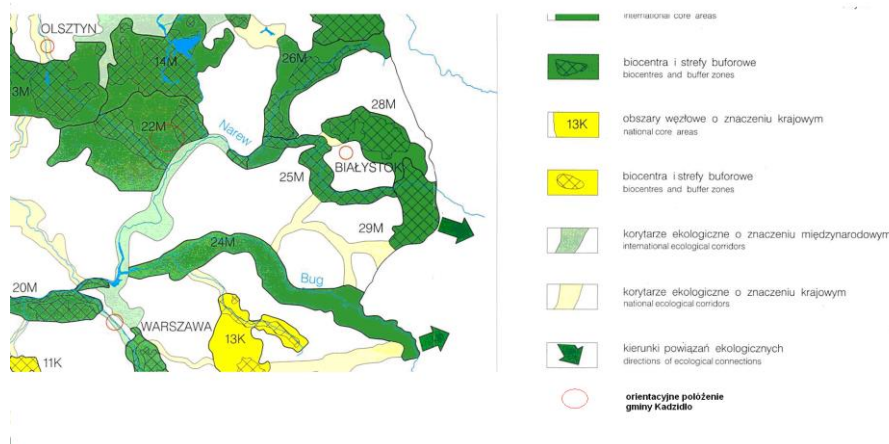 OLSZTYN
14M
26M
3M
28M
22M
Narew
BIAŁYSTOK
25M
29M
24M
Bug
20M
WARSZAWA
13K
11K
international core areas
biocentra i strefy buforowe
biocentres and buffer zones
13K
obszary węzłowe o znaczeniu krajowym
national core areas
biocentra i strefy buforowe
biocentres and buffer zones
korytarze ekologiczne o znaczeniu międzynarodowym
international ecological corridors
korytarze ekologiczne o znaczeniu krajowym
national ecological corridors
kierunki powiązań ekologicznych
directions of ecological connections
orientacyjne położenie
gminy Kadzidło